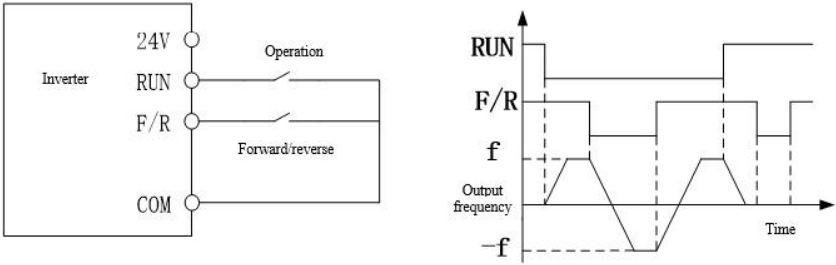 24V
Operation
Inverter
RUN
F/R
Forward/reverse
COM
RUN
F/R
f
Output
frequency
Time
-f